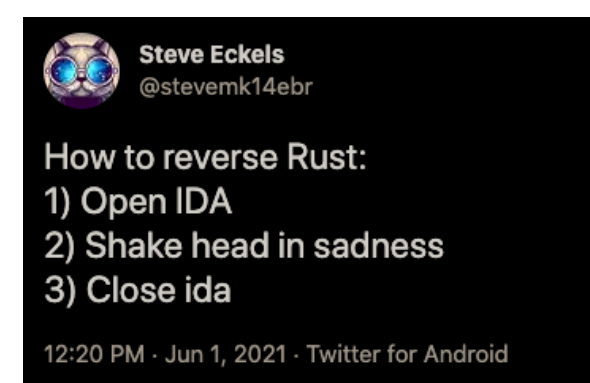 Steve Eckels
@stevemk14ebr
How to reverse Rust:
1) Open IDA
2) Shake head in sadness
3) Close ida
12:20 PM · Jun 1, 2021 · Twitter for Android